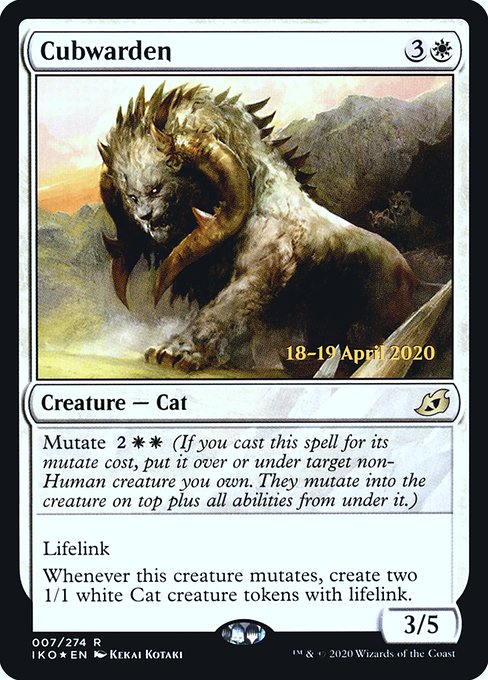 Cubwarden 3
18-19 April 2020
Creature — Cat
Mutate 2 (If you cast this spell for its
mutate cost, put it over or under target non-
Human creature you own. They mutate into the
creature on top plus all abilities from under it.)
Lifelink
Whenever this creature mutates, create two
1/1 white Cat creature tokens with lifelink.
3/5
007/274 R
IKO★EN Kekai Kotaki
™ & © 2020 Wizards of the Coast